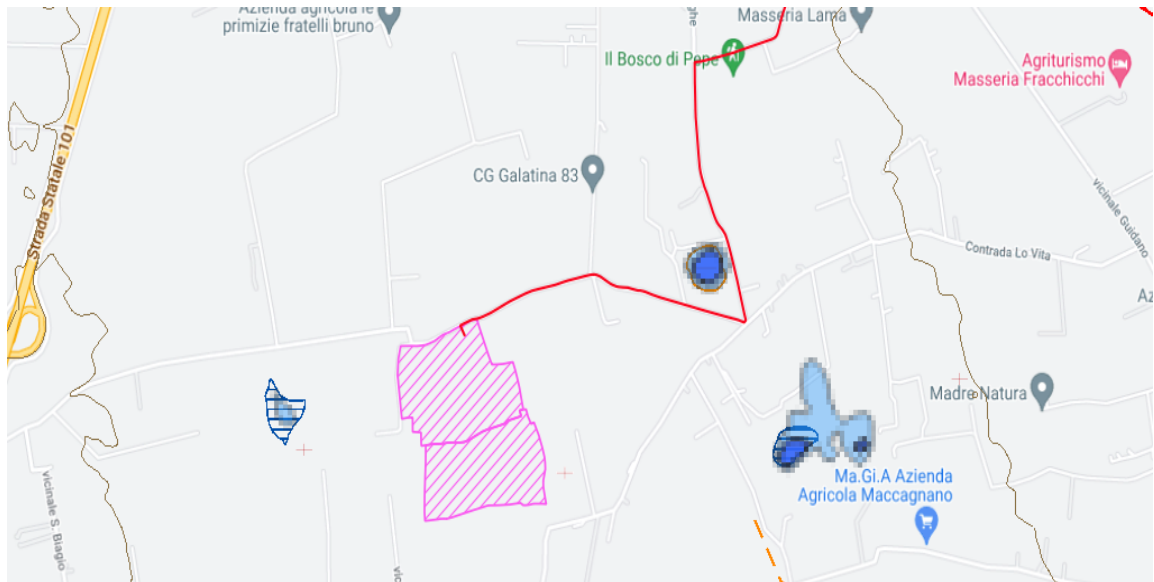 Azienda agricola le
primizie fratelli bruno
Masseria Lama
Il Bosco di Pepe
Agriturismo
Masseria Fracchicchi
Strada Statale 101
CG Galatina 83
vicinale Guidano
Contrada Lo Vita
Az
Madre Natura
Ma.Gi.A Azienda
Agricola Maccagnano
vicinale S. Biagio